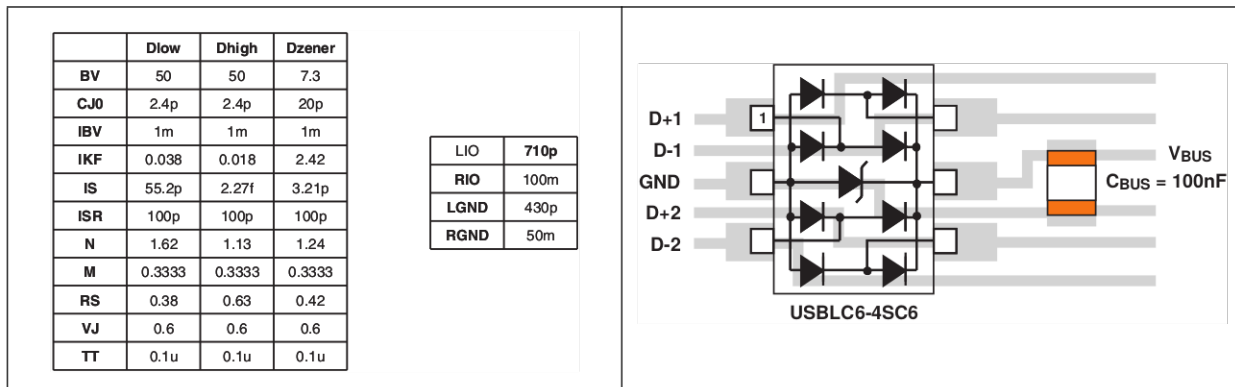 Dlow Dhigh Dzener
BV 50 50 7.3
CJ0 2.4p 2.4p 20p
IBV 1m 1m 1m
IKF 0.038 0.018 2.42
IS 55.2p 2.27f 3.21p
ISR 100p 100p 100p
N 1.62 1.13 1.24
M 0.3333 0.3333 0.3333
RS 0.38 0.63 0.42
VJ 0.6 0.6 0.6
TT 0.1u 0.1u 0.1u
LIO 710p
RIO 100m
LGND 430p
RGND 50m
D+1
1
D-1
GND
D+2
D-2
VBUS
CBUS = 100nF
USBLC6-4SC6